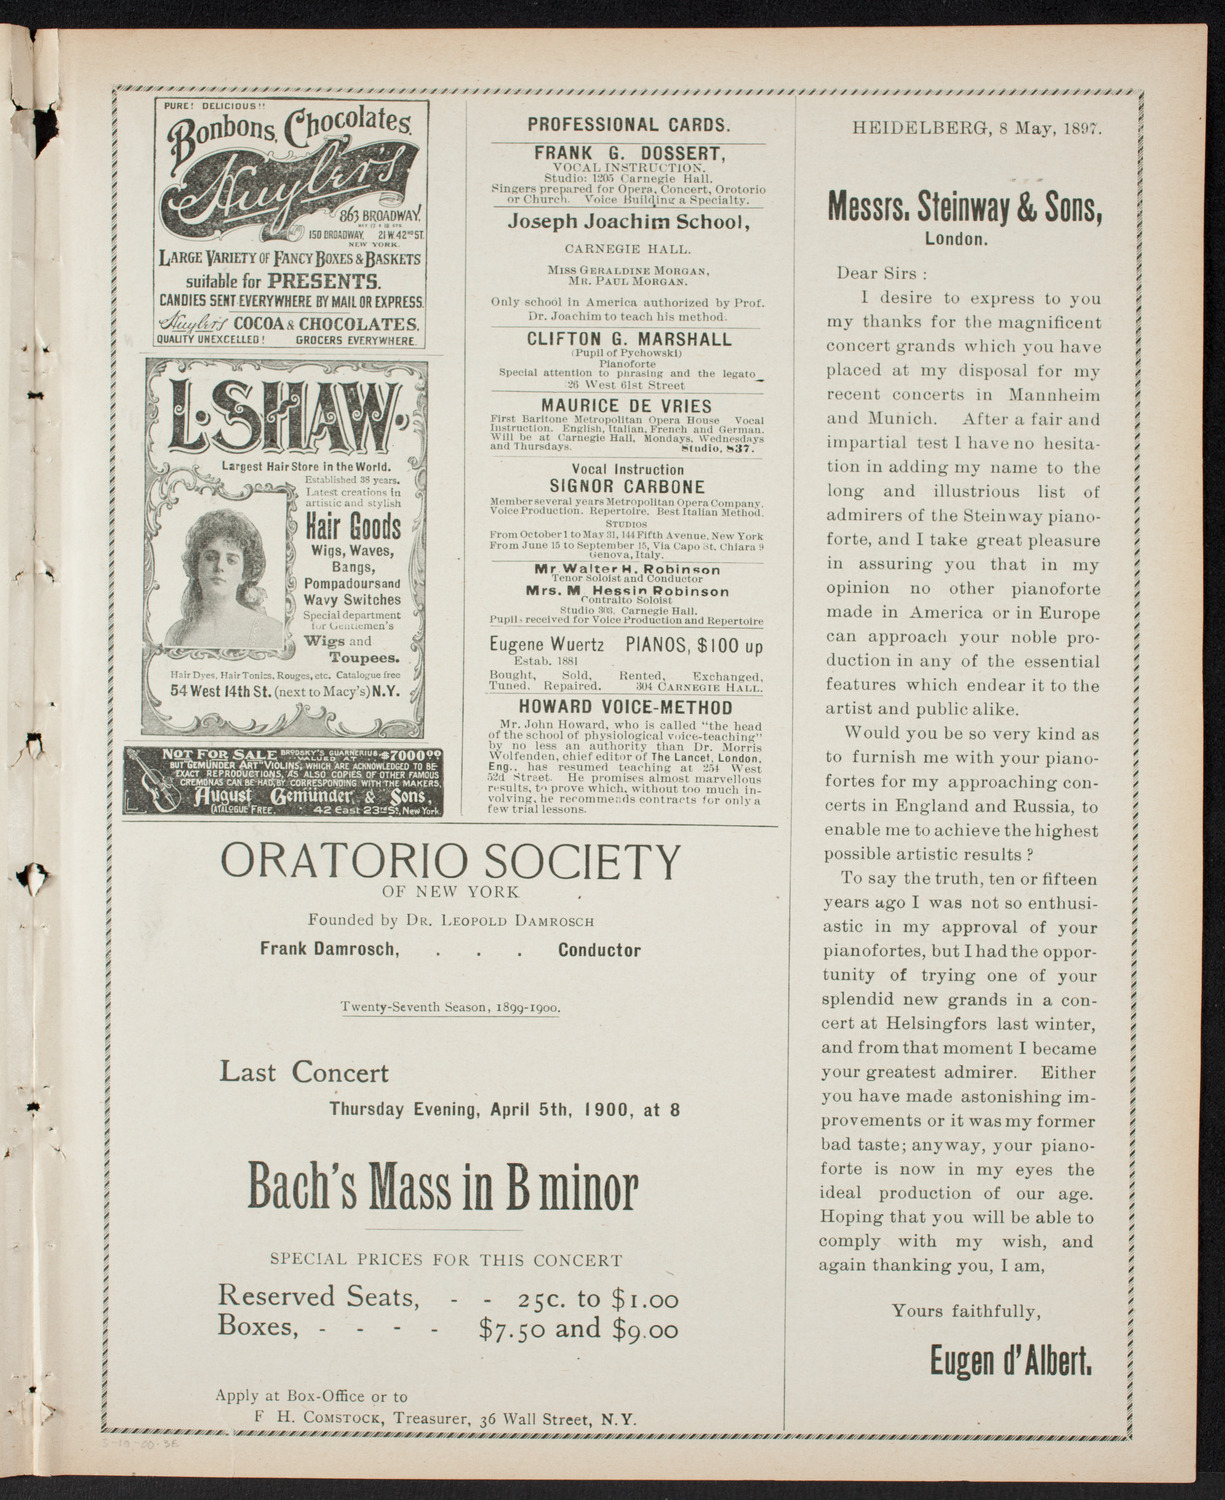 PURE! DELICIOUS!!
Bonbons, Chocolates.
Huyler's
863 BROADWAY.
150 BROADWAY, 21 W. 42ND ST.
NEW YORK.
LARGE VARIETY OF FANCY BOXES & BASKETS
suitable for PRESENTS.
CANDIES SENT EVERYWHERE BY MAIL OR EXPRESS.
Huyler's COCOA & CHOCOLATES.
QUALITY UNEXCELLED! GROCERS EVERYWHERE.
L. SHAW.
Largest Hair Store in the World.
Established 38 years.
Latest creations in
artistic and stylish
Hair Goods
Wigs, Waves,
Bangs,
Pompadours and
Wavy Switches
Special department
for Gentlemen's
Wigs and
Toupees.
Hair Dyes, Hair Tonics, Rouges, etc. Catalogue free
54 West 14th St. (next to Macy's) N.Y.
NOT FOR SALE BRODSKY'S GUARNERIUS VALUED AT $7000 00
BUT "GEMÜNDER ART" VIOLINS, WHICH ARE ACKNOWLEDGED TO BE
EXACT REPRODUCTIONS, AS ALSO COPIES OF OTHER FAMOUS
CREMONAS CAN BE HAD, BY CORRESPONDING WITH THE MAKERS,
August Gemünder & Sons,
CATALOGUE FREE. 42 East 23rd St, New York
PROFESSIONAL CARDS.
FRANK G. DOSSERT,
VOCAL INSTRUCTION.
Studio: 1205 Carnegie Hall.
Singers prepared for Opera, Concert, Orotorio
or Church. Voice Building a Specialty.
Joseph Joachim School,
CARNEGIE HALL.
MISS GERALDINE MORGAN,
MR. PAUL MORGAN.
Only school in America authorized by Prof.
Dr. Joachim to teach his method.
CLIFTON G. MARSHALL
(Pupil of Pychowski)
Pianoforte
Special attention to phrasing and the legato
26 West 61st Street
MAURICE DE VRIES
First Baritone Metropolitan Opera House Vocal
Instruction. English, Italian, French and German.
Will be at Carnegie Hall, Mondays, Wednesdays
and Thursdays. Studio, 837.
Vocal Instruction
SIGNOR CARBONE
Member several years Metropolitan Opera Company.
Voice Production. Repertoire. Best Italian Method.
STUDIOS
From October 1 to May 31, 144 Fifth Avenue, New York
From June 15 to September 15, Via Capo St. Chiara 9
Genova, Italy.
Mr Walter H. Robinson
Tenor Soloist and Conductor
Mrs. M Hessin Robinson
Contralto Soloist
Studio 303, Carnegie Hall.
Pupils received for Voice Production and Repertoire
Eugene Wuertz PIANOS, $100 up
Estab. 1881
Bought, Sold, Rented, Exchanged,
Tuned. Repaired. 304 CARNEGIE HALL.
HOWARD VOICE-METHOD
Mr. John Howard, who is called "the head
of the school of physiological voice-teaching"
by no less an authority than Dr. Morris
Wolfenden, chief editor of The Lancet, London,
Eng., has resumed teaching at 254 West
52d Street. He promises almost marvellous
results, to prove which, without too much in-
volving, he recommends contracts for only a
few trial lessons.
ORATORIO SOCIETY
OF NEW YORK
Founded by DR. LEOPOLD DAMROSCH
Frank Damrosch, . . . Conductor
Twenty-Seventh Season, 1899-1900.
Last Concert
Thursday Evening, April 5th, 1900, at 8
Bach's Mass in B minor
SPECIAL PRICES FOR THIS CONCERT
Reserved Seats, - - 25c. to $1.00
Boxes, - - - - $7.50 and $9.00
Apply at Box-Office or to
F H. COMSTOCK, Treasurer, 36 Wall Street, N.Y.
HEIDELBERG, 8 May, 1897.
Messrs. Steinway & Sons,
London.
Dear Sirs :
I desire to express to you
my thanks for the magnificent
concert grands which you have
placed at my disposal for my
recent concerts in Mannheim
and Munich. After a fair and
impartial test I have no hesita-
tion in adding my name to the
long and illustrious list of
admirers of the Steinway piano-
forte, and I take great pleasure
in assuring you that in my
opinion no other pianoforte
made in America or in Europe
can approach your noble pro-
duction in any of the essential
features which endear it to the
artist and public alike.
Would you be so very kind as
to furnish me with your piano-
fortes for my approaching con-
certs in England and Russia, to
enable me to achieve the highest
possible artistic results ?
To say the truth, ten or fifteen
years ago I was not so enthusi-
astic in my approval of your
pianofortes, but I had the oppor-
tunity of trying one of your
splendid new grands in a con-
cert at Helsingfors last winter,
and from that moment I became
your greatest admirer. Either
you have made astonishing im-
provements or it was my former
bad taste; anyway, your piano-
forte is now in my eyes the
ideal production of our age.
Hoping that you will be able to
comply with my wish, and
again thanking you, I am,
Yours faithfully,
Eugen d'Albert.